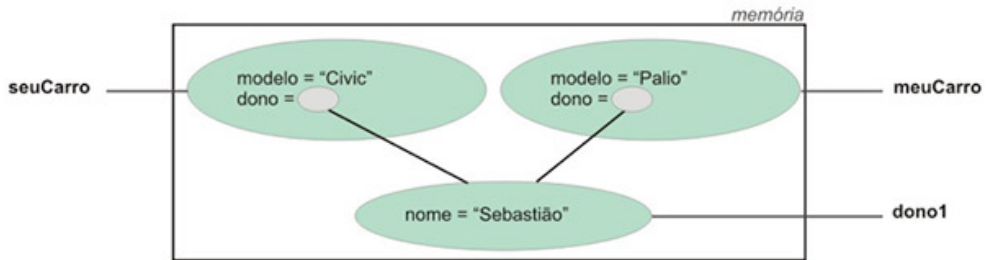 memória
seuCarro
modelo = “Civic”
dono =
modelo = “Palio”
dono =
meuCarro
nome = “Sebastião”
dono1